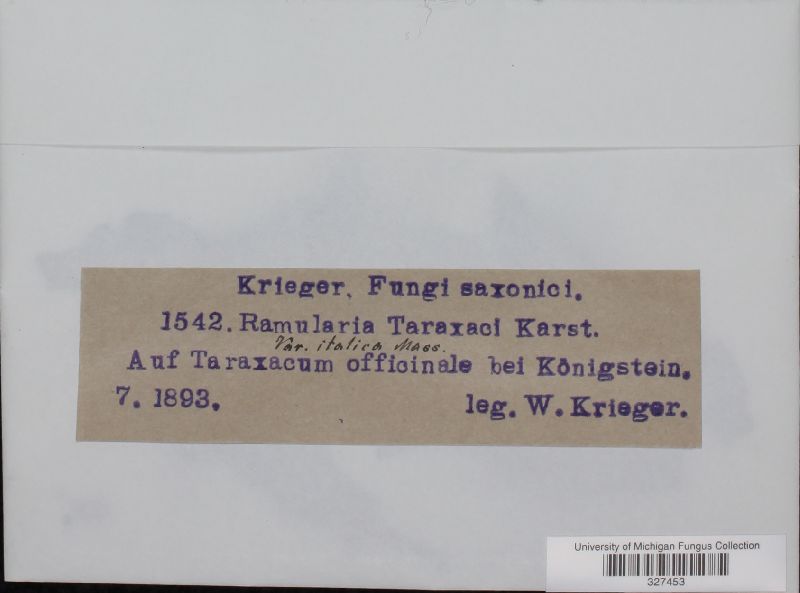 Krieger, Fungi saxonici.
1542. Ramularia Taraxaci Karst.
Var. italica Mass.
Auf Taraxacum officinale bei Königstein.
7. 1893.
leg. W. Krieger.
University of Michigan Fungus Collection
327453